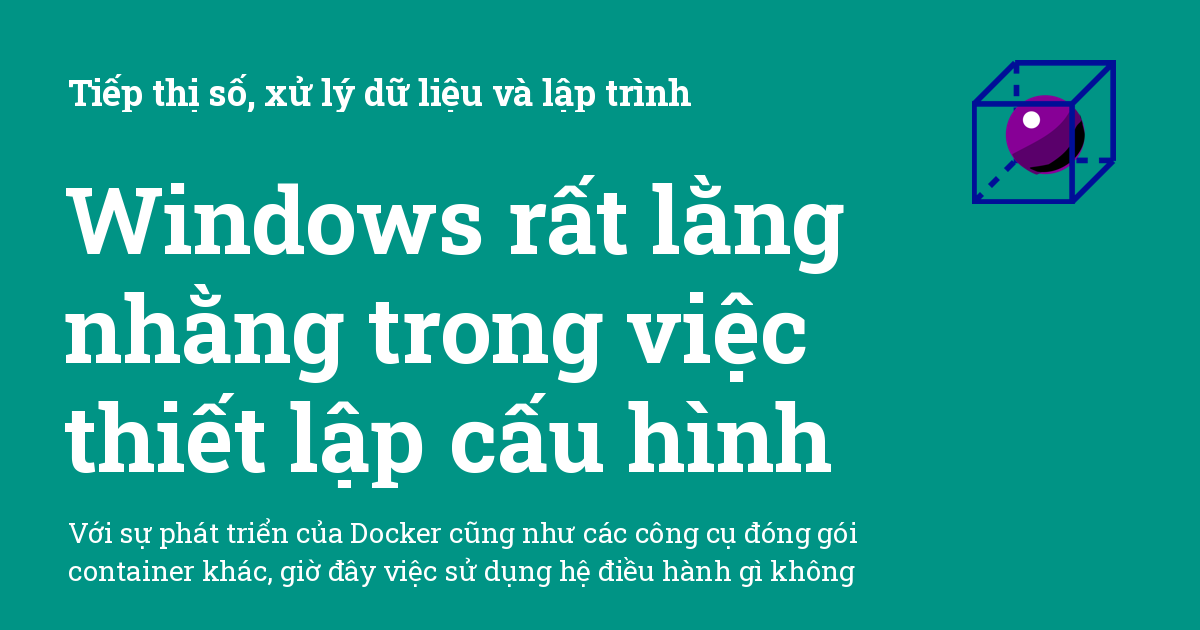 Tiếp thị số, xử lý dữ liệu và lập trình
Windows rất lằng
nhằng trong việc
thiết lập cấu hình
Với sự phát triển của Docker cũng như các công cụ đóng gói
container khác, giờ đây việc sử dụng hệ điều hành gì không